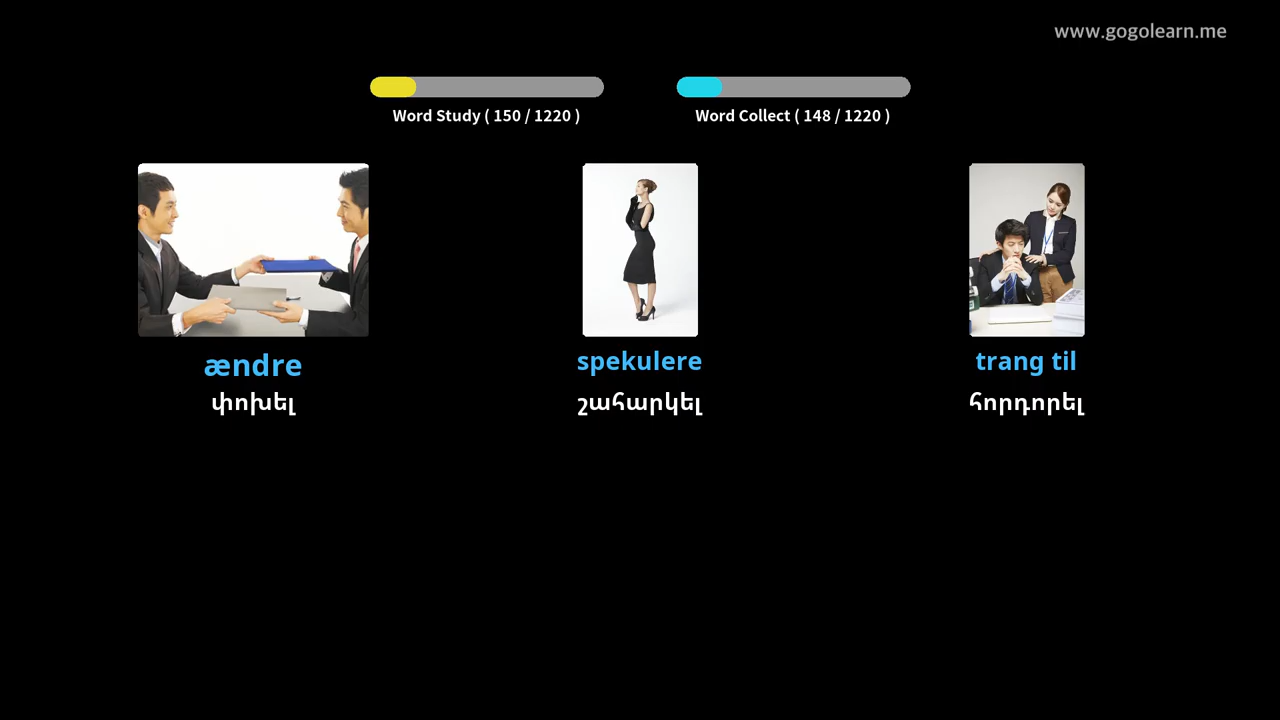 www.gogolearn.me
Word Study ( 150 / 1220 )
Word Collect ( 148 / 1220 )
ændre
փոխել
spekulere
շահարկել
trang til
հորդորել